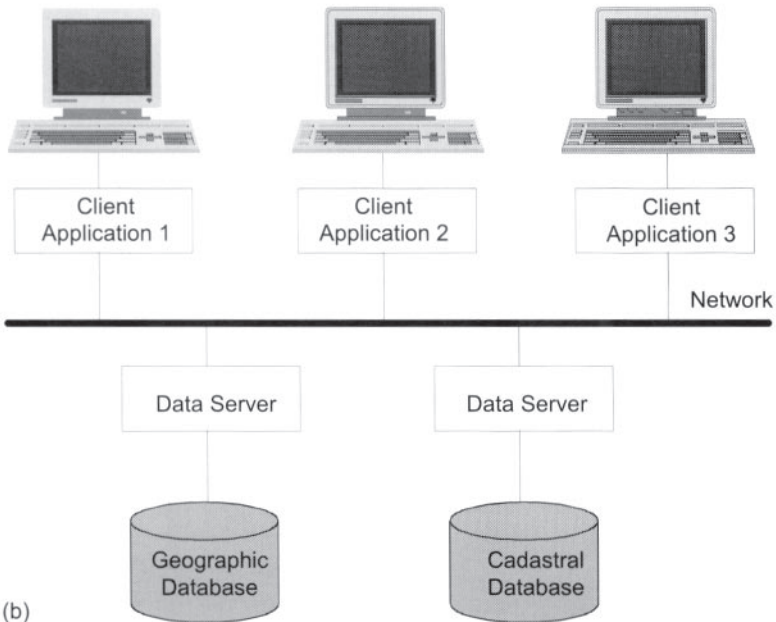 Client
Application 1
Client
Application 2
Client
Application 3
Network
Data Server
Data Server
Geographic
Database
Cadastral
Database
(b)